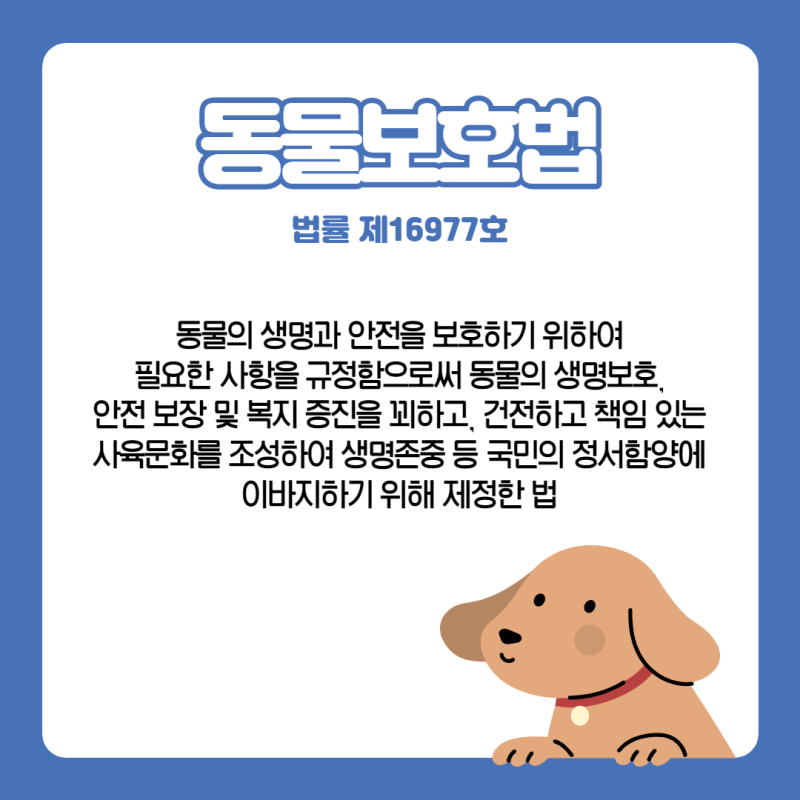 동물보호법
법률 제16977호
동물의 생명과 안전을 보호하기 위하여
필요한 사항을 규정함으로써 동물의 생명보호,
안전 보장 및 복지 증진을 꾀하고, 건전하고 책임 있는
사육문화를 조성하여 생명존중 등 국민의 정서함양에
이바지하기 위해 제정한 법